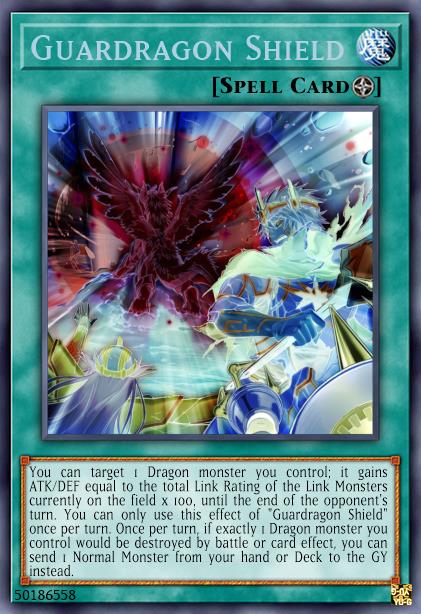 Guardragon Shield
[Spell Card]
You can target 1 Dragon monster you control; it gains
ATK/DEF equal to the total Link Rating of the Link Monsters
currently on the field x 100, until the end of the opponent's
turn. You can only use this effect of "Guardragon Shield"
once per turn. Once per turn, if exactly 1 Dragon monster you
control would be destroyed by battle or card effect, you can
send 1 Normal Monster from your hand or Deck to the GY
instead.
50186558